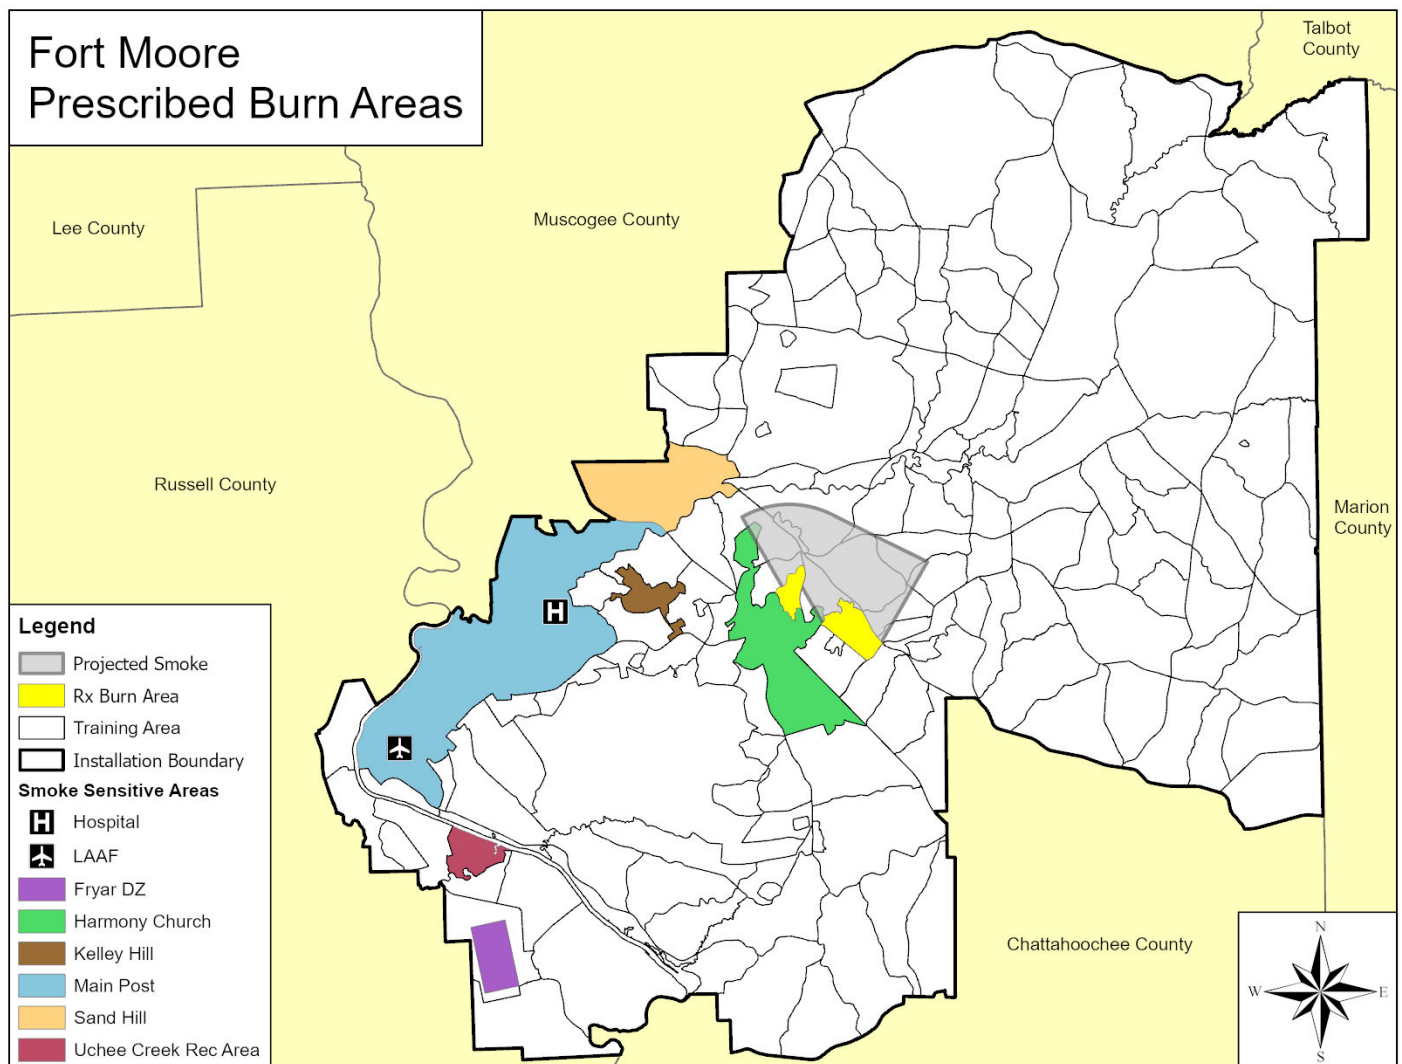 Fort Moore
Prescribed Burn Areas
Talbot
County
Lee County
Muscogee County
Russell County
Marion
County
Chattahoochee County
Legend
Projected Smoke
Rx Burn Area
Training Area
Installation Boundary
Smoke Sensitive Areas
H
Hospital
LAAF
Fryar DZ
Harmony Church
Kelley Hill
Main Post
Sand Hill
Uchee Creek Rec Area
H
N
W
E
S